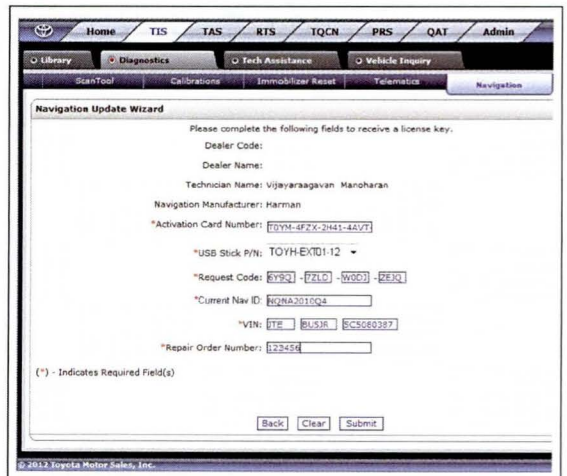 Home TIS TAS RTS TQCN PRS QAT Admin
Library Diagnostics Tech Assistance Vehicle Inquiry
ScanTool Calibrations Immobilizer Reset Telematics Navigation
Navigation Update Wizard
Please complete the following fields to receive a license key.
Dealer Code:
Dealer Name:
Technician Name: Vijayaraagavan Manoharan
Navigation Manufacturer: Harman
*Activation Card Number: T0YM-4FZX-2H41-4AVT-
*USB Stick P/N: TOYH-EXT01-12
*Request Code: 6Y9Q - 7ZLD - W0DJ - ZEJQ
*Current Nav ID: NQNA2010Q4
*VIN: JTE BU5JR 5C5080387
*Repair Order Number: 123456
(*) - Indicates Required Field(s)
Back Clear Submit
© 2012 Toyota Motor Sales, Inc.